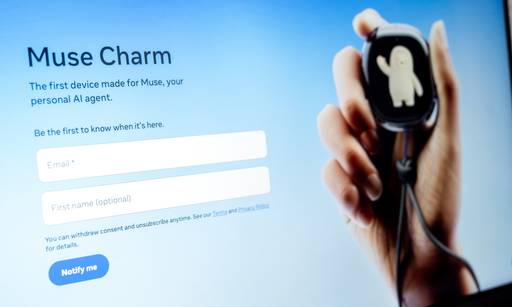 Muse Charm
The first device made for Muse, your
personal AI agent.
Be the first to know when it's here.
Email *
First name (optional)
You can withdraw consent and unsubscribe anytime. See our Terms and Privacy Policy
for details.
Notify me